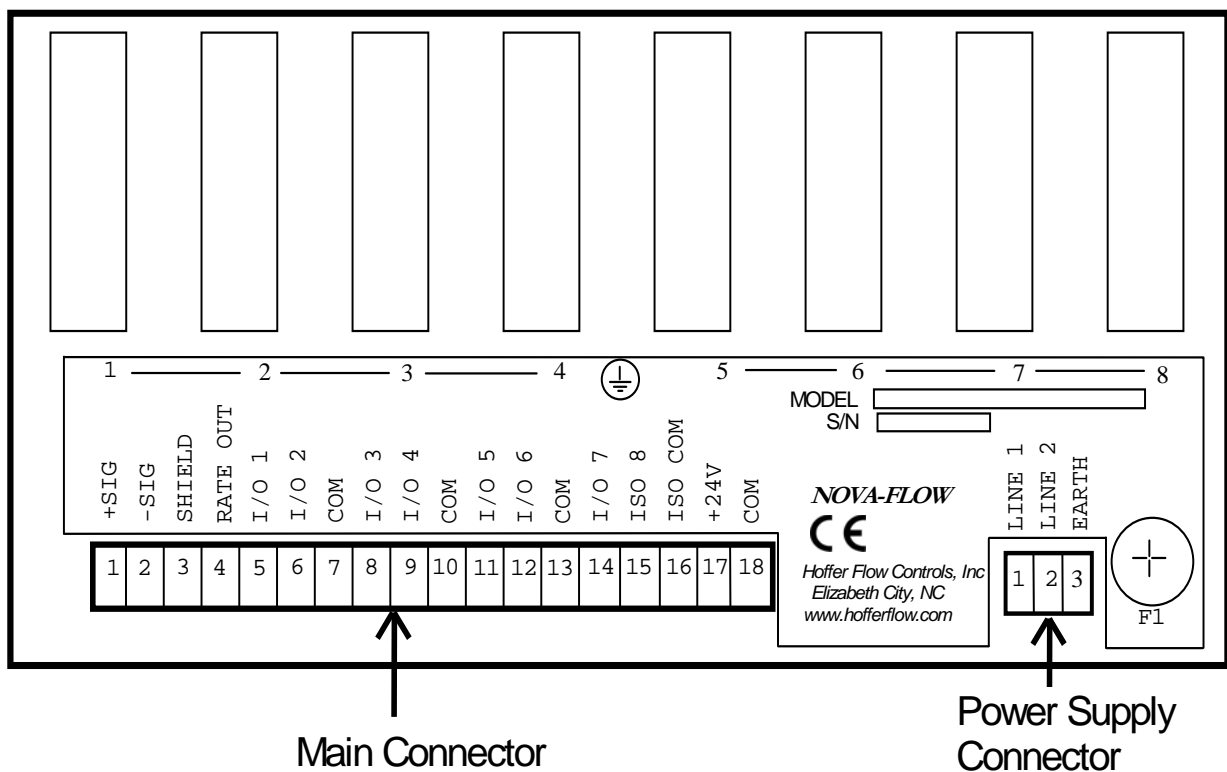 1 2 3 4 5 6 7 8
MODEL
S/N
+SIG
-SIG
SHIELD
RATE OUT
I/O 1
I/O 2
COM
I/O 3
I/O 4
COM
I/O 5
I/O 6
COM
I/O 7
ISO 8
ISO COM
+24V
COM
1 2 3 4 5 6 7 8 9 10 11 12 13 14 15 16 17 18
NOVA-FLOW
CE
Hoffer Flow Controls, Inc
Elizabeth City, NC
www.hofferflow.com
LINE 1
LINE 2
EARTH
1 2 3
F1
Main Connector
Power Supply
Connector